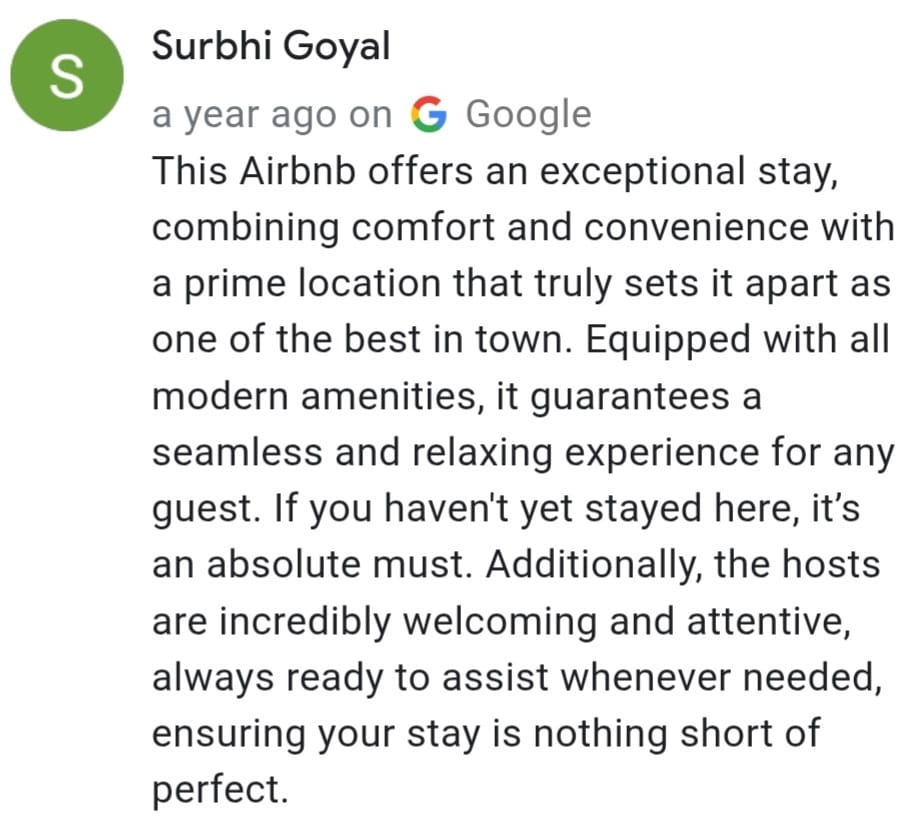 S
Surbhi Goyal
a year ago on G Google
This Airbnb offers an exceptional stay,
combining comfort and convenience with
a prime location that truly sets it apart as
one of the best in town. Equipped with all
modern amenities, it guarantees a
seamless and relaxing experience for any
guest. If you haven't yet stayed here, it’s
an absolute must. Additionally, the hosts
are incredibly welcoming and attentive,
always ready to assist whenever needed,
ensuring your stay is nothing short of
perfect.